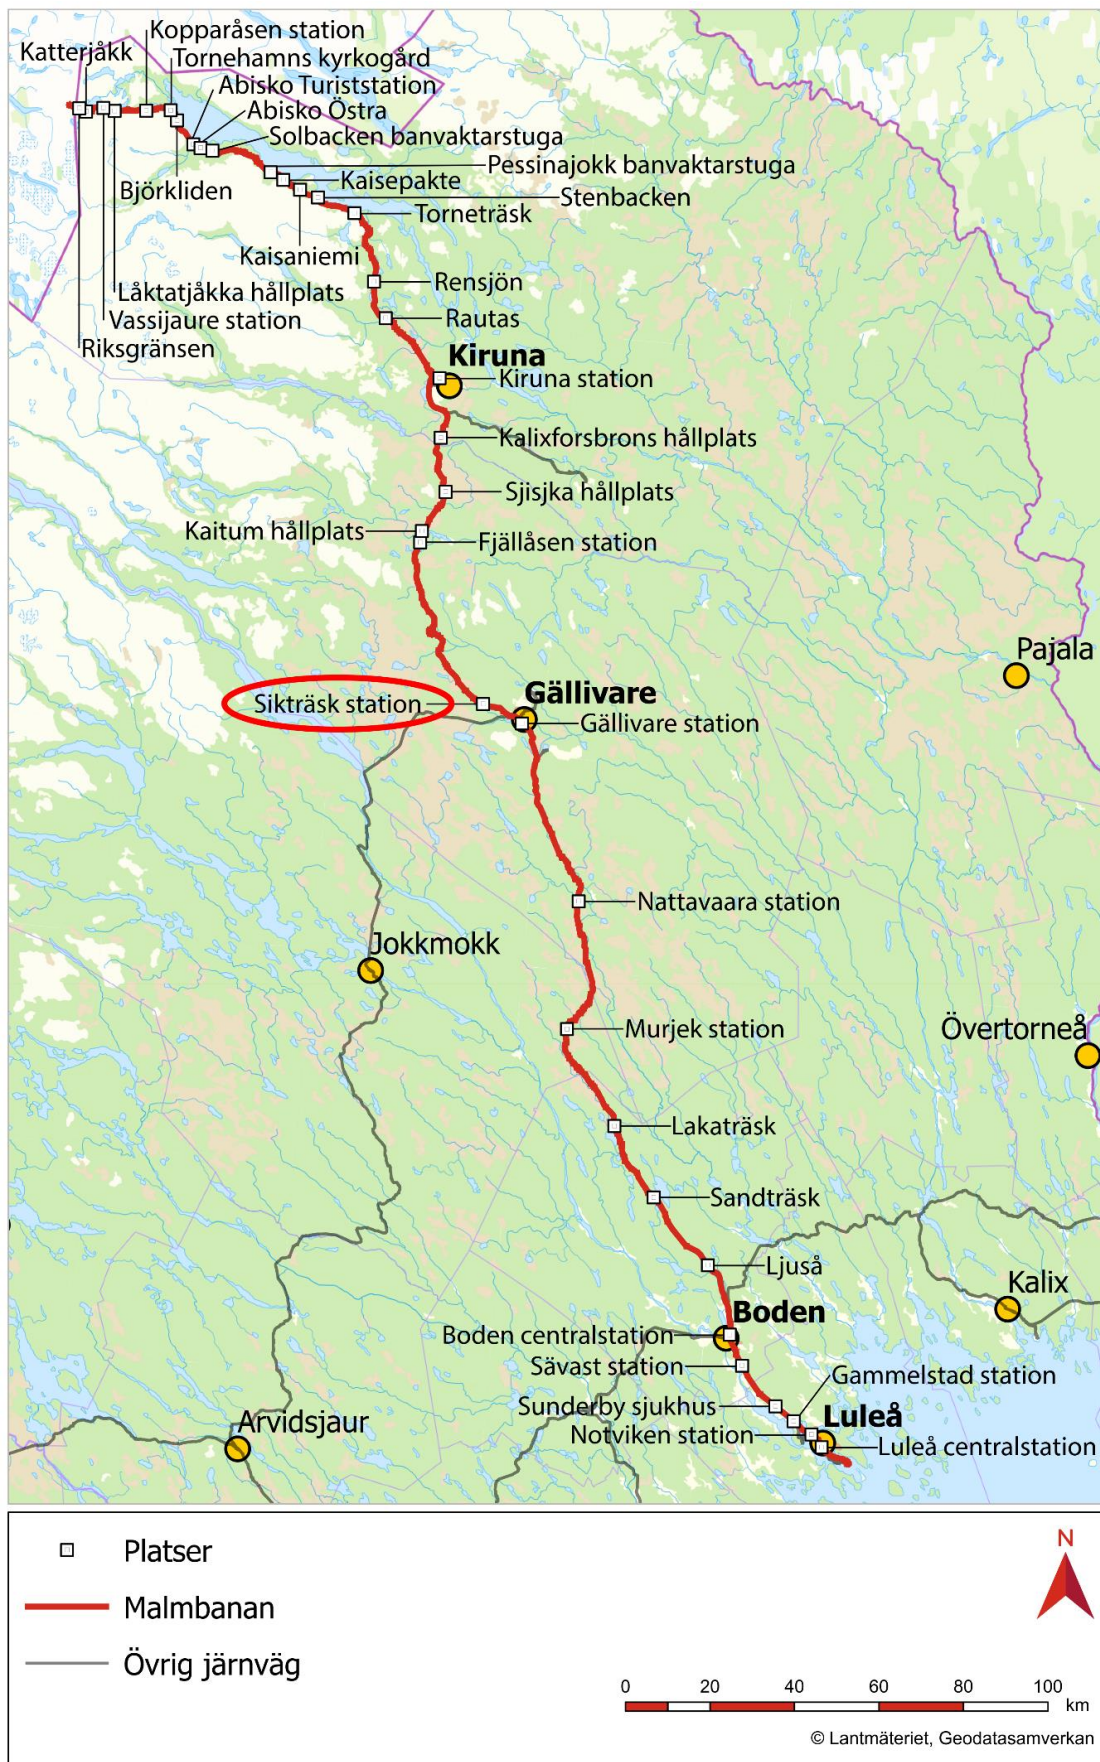 Kopparåsen station
Katterjåkk
Tornehamns kyrkogård
Abisko Turiststation
Abisko Östra
Solbacken banvaktarstuga
Pessinajokk banvaktarstuga
Björkliden
Kaisepakte
Stenbacken
Torneträsk
Kaisaniemi
Rensjön
Låktatjåkka hållplats
Vassijaure station
Rautas
Riksgränsen
Kiruna
Kiruna station
Kalixforsbrons hållplats
Sjisjka hållplats
Kaitum hållplats
Fjällåsen station
Pajala
Gällivare
Sikträsk station
Gällivare station
Nattavaara station
Jokkmokk
Murjek station
Övertorneå
Lakaträsk
Sandträsk
Ljuså
Kalix
Boden
Boden centralstation
Sävast station
Gammelstad station
Sunderby sjukhus
Luleå
Arvidsjaur
Notviken station
Luleå centralstation
Platser
N
Malmbanan
Övrig järnväg
0 20 40 60 80 100
km
© Lantmäteriet, Geodatasamverkan